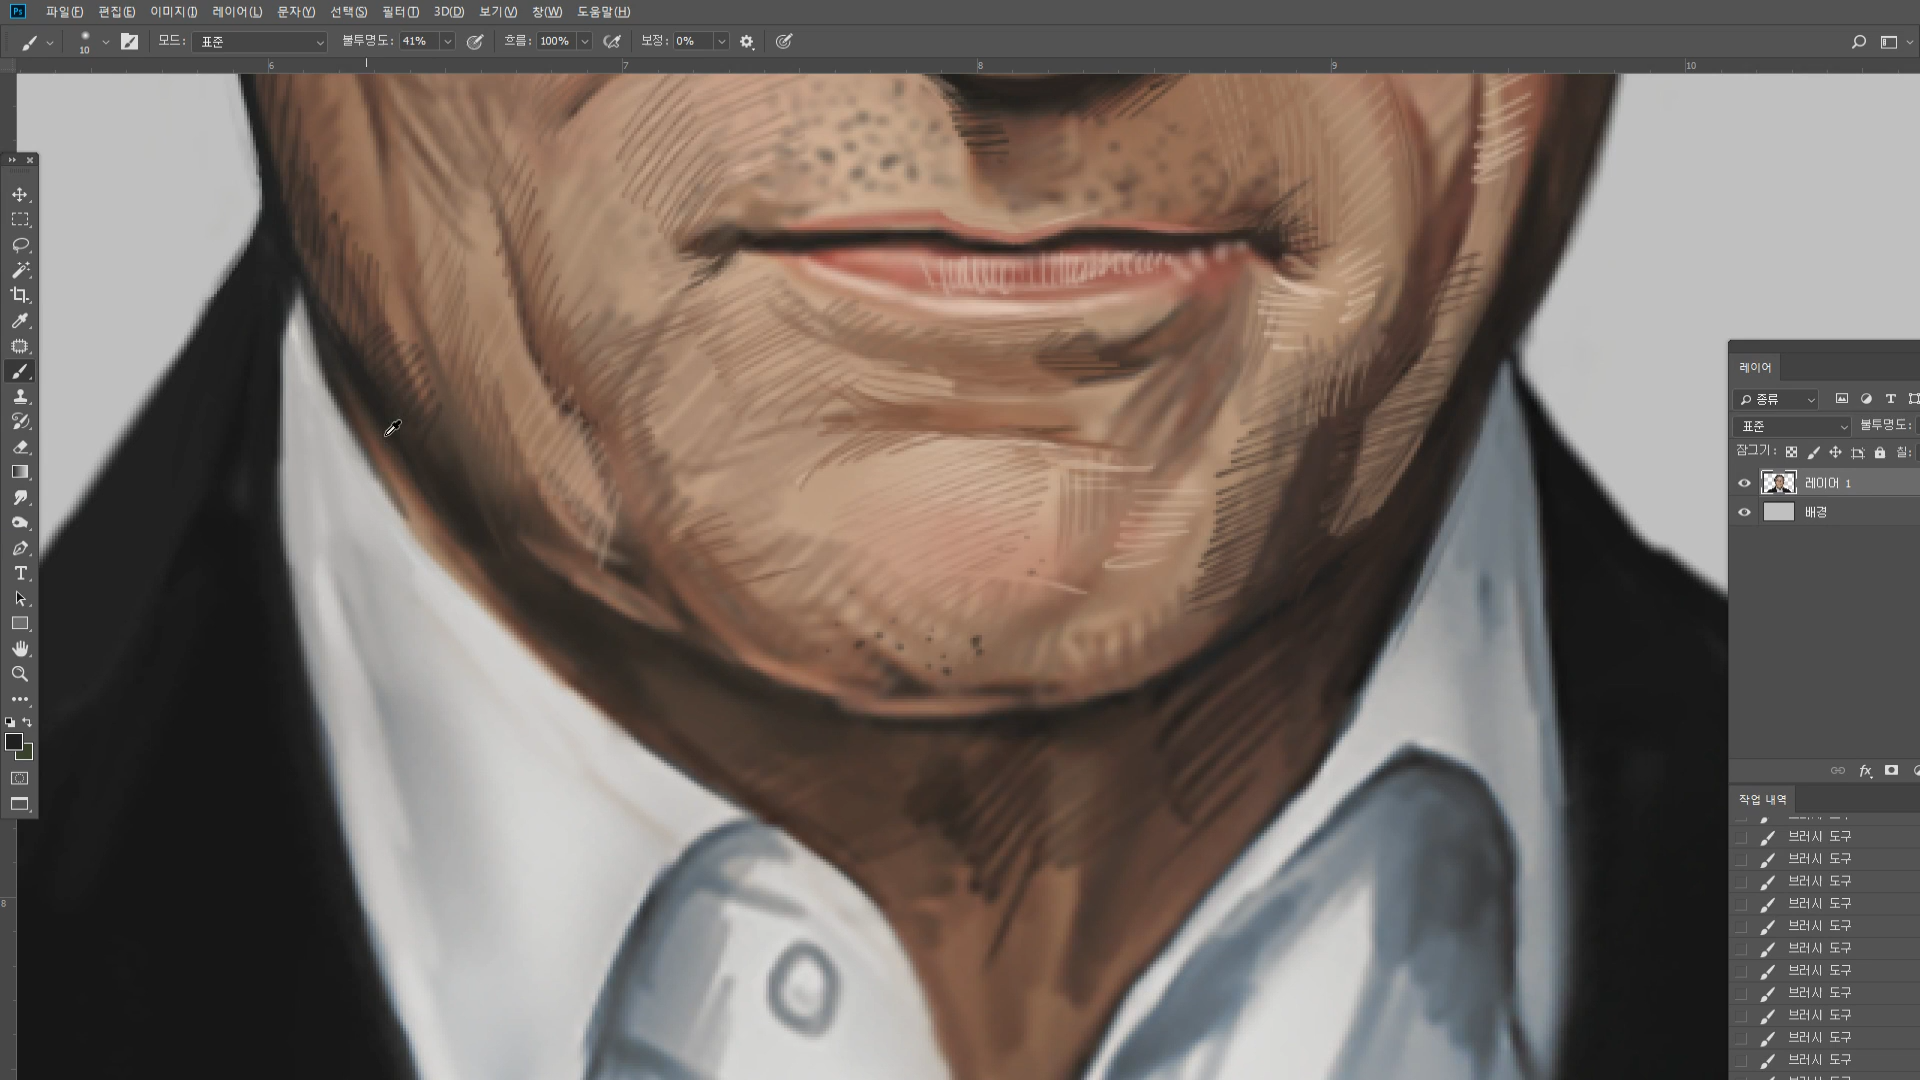 Ps 파일(F) 편집(E) 이미지(I) 레이어(L) 문자(Y) 선택(S) 필터(T) 3D(D) 보기(V) 창(W) 도움말(H)
10 모드: 표준 불투명도: 41% 흐름: 100% 보정: 0%
6 7 8 9 10
레이어
종류
표준 불투명도:
잠그기: 칠:
레이어 1
배경
fx
작업 내역
브러시 도구
브러시 도구
브러시 도구
브러시 도구
브러시 도구
브러시 도구
브러시 도구
브러시 도구
브러시 도구
브러시 도구
브러시 도구
8